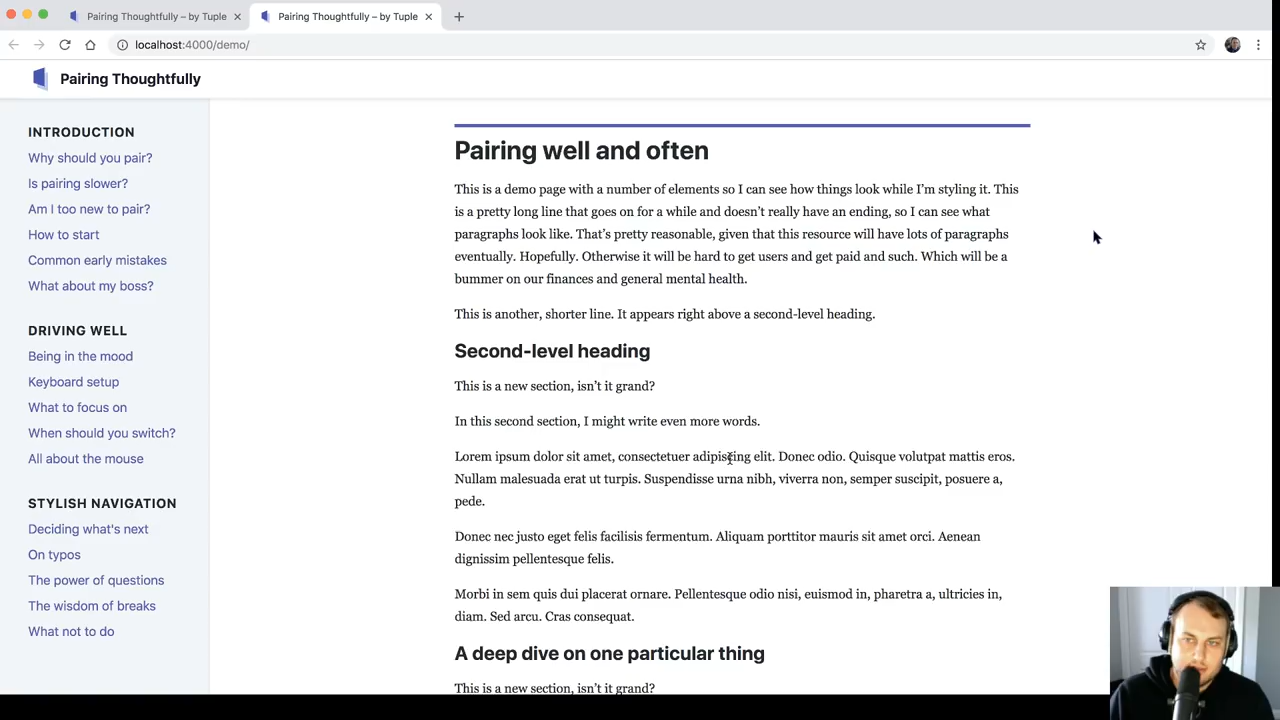 Pairing Thoughtfully – by Tuple
Pairing Thoughtfully – by Tuple
localhost:4000/demo/
Pairing Thoughtfully
INTRODUCTION
Why should you pair?
Is pairing slower?
Am I too new to pair?
How to start
Common early mistakes
What about my boss?
DRIVING WELL
Being in the mood
Keyboard setup
What to focus on
When should you switch?
All about the mouse
STYLISH NAVIGATION
Deciding what's next
On typos
The power of questions
The wisdom of breaks
What not to do
Pairing well and often
This is a demo page with a number of elements so I can see how things look while I’m styling it. This
is a pretty long line that goes on for a while and doesn’t really have an ending, so I can see what
paragraphs look like. That’s pretty reasonable, given that this resource will have lots of paragraphs
eventually. Hopefully. Otherwise it will be hard to get users and get paid and such. Which will be a
bummer on our finances and general mental health.
This is another, shorter line. It appears right above a second-level heading.
Second-level heading
This is a new section, isn’t it grand?
In this second section, I might write even more words.
Lorem ipsum dolor sit amet, consectetuer adipiscing elit. Donec odio. Quisque volutpat mattis eros.
Nullam malesuada erat ut turpis. Suspendisse urna nibh, viverra non, semper suscipit, posuere a,
pede.
Donec nec justo eget felis facilisis fermentum. Aliquam porttitor mauris sit amet orci. Aenean
dignissim pellentesque felis.
Morbi in sem quis dui placerat ornare. Pellentesque odio nisi, euismod in, pharetra a, ultricies in,
diam. Sed arcu. Cras consequat.
A deep dive on one particular thing
This is a new section, isn’t it grand?